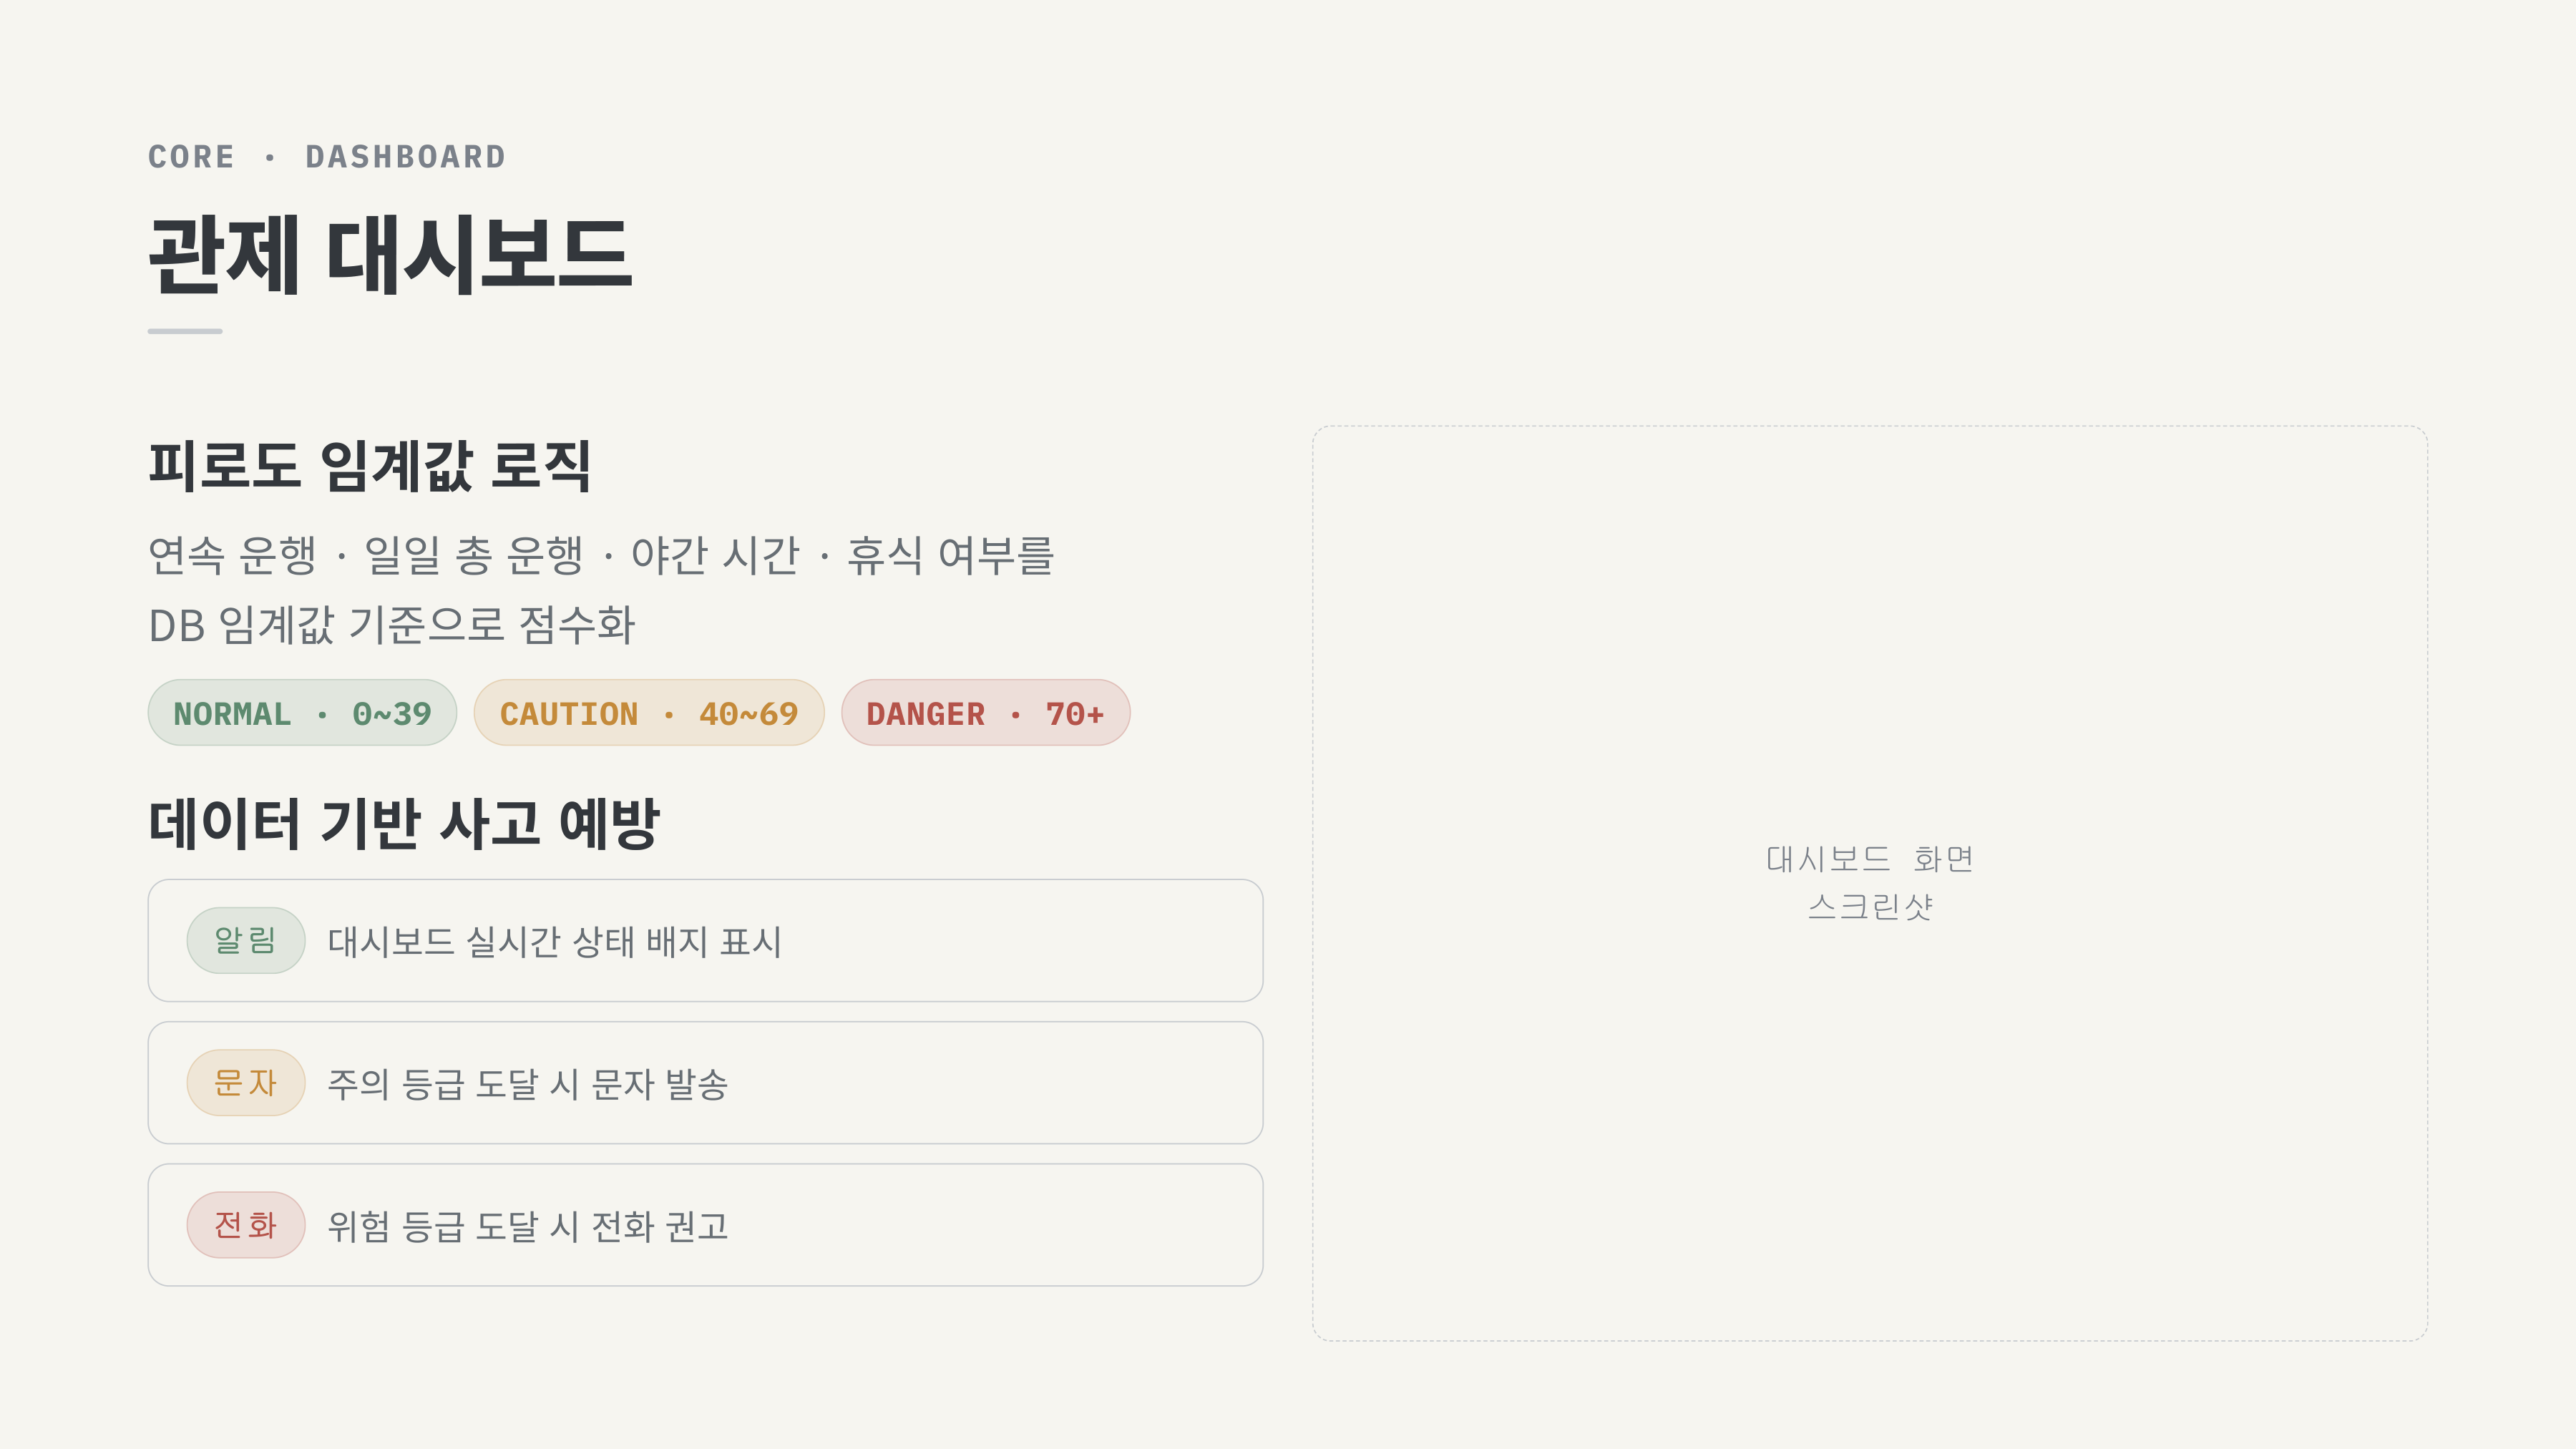 CORE · DASHBOARD
관제 대시보드
피로도 임계값 로직
연속 운행 · 일일 총 운행 · 야간 시간 · 휴식 여부를
DB 임계값 기준으로 점수화
NORMAL · 0~39
CAUTION · 40~69
DANGER · 70+
데이터 기반 사고 예방
알림 대시보드 실시간 상태 배지 표시
문자 주의 등급 도달 시 문자 발송
전화 위험 등급 도달 시 전화 권고
대시보드 화면
스크린샷